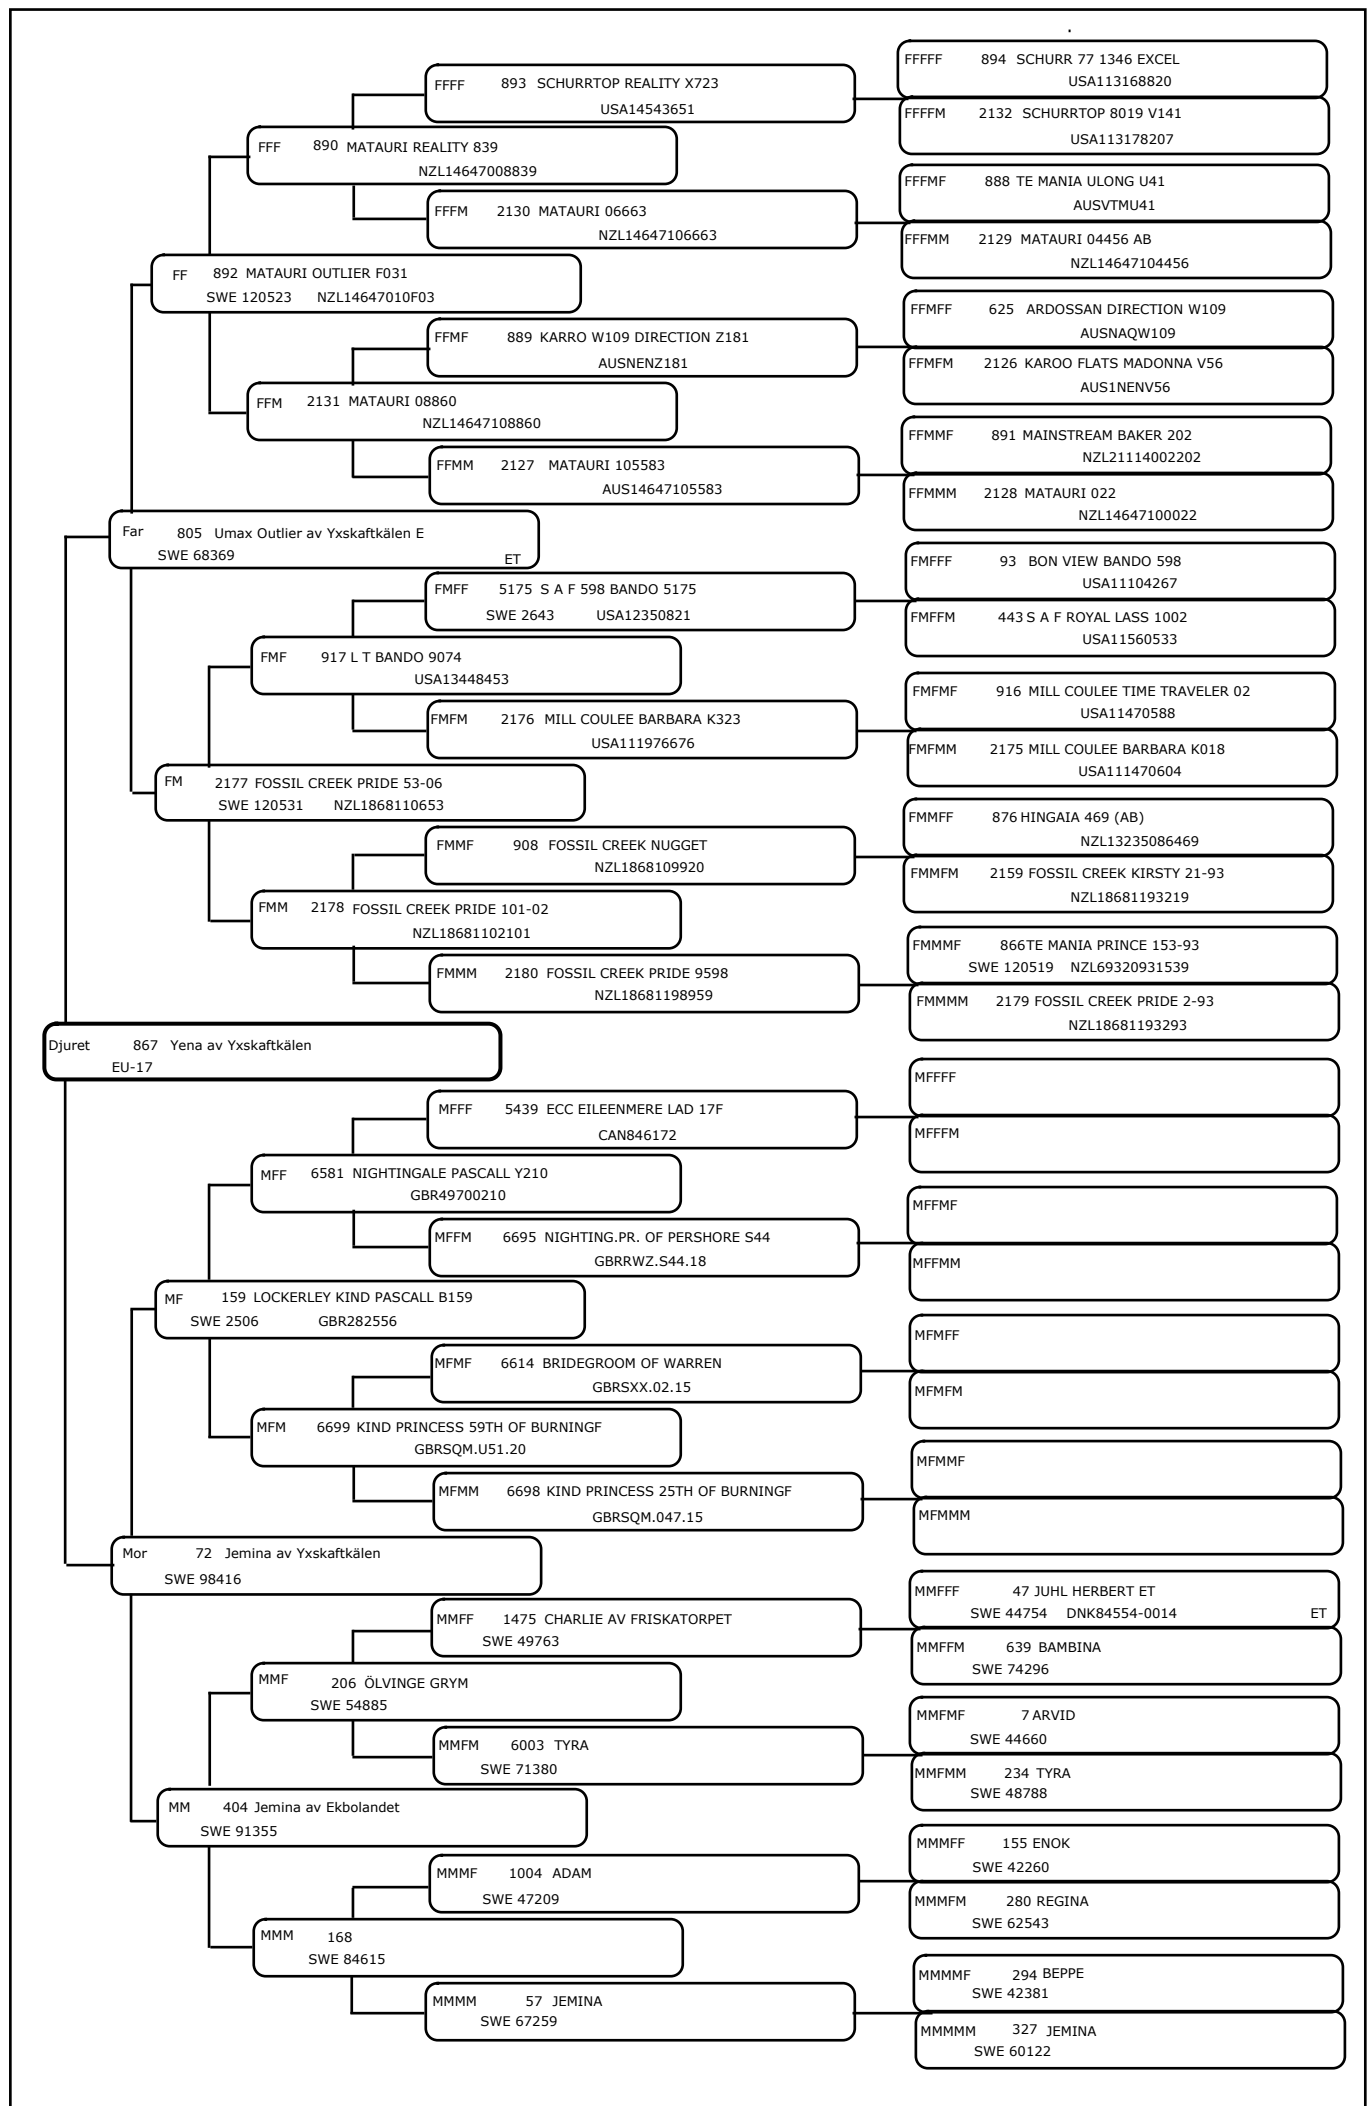 FFFFF 894 SCHURR 77 1346 EXCEL
USA113168820
FFFF 893 SCHURRTOP REALITY X723
USA14543651
FFFFM 2132 SCHURRTOP 8019 V141
USA113178207
FFF 890 MATAURI REALITY 839
NZL14647008839
FFFMF 888 TE MANIA ULONG U41
AUSVTMU41
FFFM 2130 MATAURI 06663
NZL14647106663
FFFMM 2129 MATAURI 04456 AB
NZL14647104456
FF 892 MATAURI OUTLIER F031
SWE 120523 NZL14647010F03
FFMFF 625 ARDOSSAN DIRECTION W109
AUSNAQW109
FFMF 889 KARRO W109 DIRECTION Z181
AUSNENZ181
FFMFM 2126 KAROO FLATS MADONNA V56
AUS1NENV56
FFM 2131 MATAURI 08860
NZL14647108860
FFMMF 891 MAINSTREAM BAKER 202
NZL21114002202
FFMM 2127 MATAURI 105583
AUS14647105583
FFMMM 2128 MATAURI 022
NZL14647100022
Far 805 Umax Outlier av Yxskaftkälen E
SWE 68369 ET
FMFFF 93 BON VIEW BANDO 598
USA11104267
FMFF 5175 S A F 598 BANDO 5175
SWE 2643 USA12350821
FMFFM 443 S A F ROYAL LASS 1002
USA11560533
FMF 917 L T BANDO 9074
USA13448453
FMFMF 916 MILL COULEE TIME TRAVELER 02
USA11470588
FMFM 2176 MILL COULEE BARBARA K323
USA111976676
FMFMM 2175 MILL COULEE BARBARA K018
USA111470604
FM 2177 FOSSIL CREEK PRIDE 53-06
SWE 120531 NZL1868110653
FMMFF 876 HINGAIA 469 (AB)
NZL13235086469
FMMF 908 FOSSIL CREEK NUGGET
NZL1868109920
FMMFM 2159 FOSSIL CREEK KIRSTY 21-93
NZL18681193219
FMM 2178 FOSSIL CREEK PRIDE 101-02
NZL18681102101
FMMMF 866TE MANIA PRINCE 153-93
SWE 120519 NZL69320931539
FMMM 2180 FOSSIL CREEK PRIDE 9598
NZL18681198959
FMMMM 2179 FOSSIL CREEK PRIDE 2-93
NZL18681193293
Djuret 867 Yena av Yxskaftkälen
EU-17
MFFFF
MFFF 5439 ECC EILEENMERE LAD 17F
CAN846172
MFFFM
MFF 6581 NIGHTINGALE PASCALL Y210
GBR49700210
MFFMF
MFFM 6695 NIGHTING.PR. OF PERSHORE S44
GBRRWZ.S44.18
MFFMM
MF 159 LOCKERLEY KIND PASCALL B159
SWE 2506 GBR282556
MFMFF
MFMF 6614 BRIDEGROOM OF WARREN
GBRSXX.02.15
MFMFM
MFM 6699 KIND PRINCESS 59TH OF BURNINGF
GBRSQM.U51.20
MFMMF
MFMM 6698 KIND PRINCESS 25TH OF BURNINGF
GBRSQM.047.15
MFMMM
Mor 72 Jemina av Yxskaftkälen
SWE 98416
MMFFF 47 JUHL HERBERT ET
SWE 44754 DNK84554-0014 ET
MMFF 1475 CHARLIE AV FRISKATORPET
SWE 49763
MMFFM 639 BAMBINA
SWE 74296
MMF 206 ÖLVINGE GRYM
SWE 54885
MMFMF 7 ARVID
SWE 44660
MMFM 6003 TYRA
SWE 71380
MMFMM 234 TYRA
SWE 48788
MM 404 Jemina av Ekbolandet
SWE 91355
MMMFF 155 ENOK
SWE 42260
MMMF 1004 ADAM
SWE 47209
MMMFM 280 REGINA
SWE 62543
MMM 168
SWE 84615
MMMMF 294 BEPPE
SWE 42381
MMMM 57 JEMINA
SWE 67259
MMMMM 327 JEMINA
SWE 60122